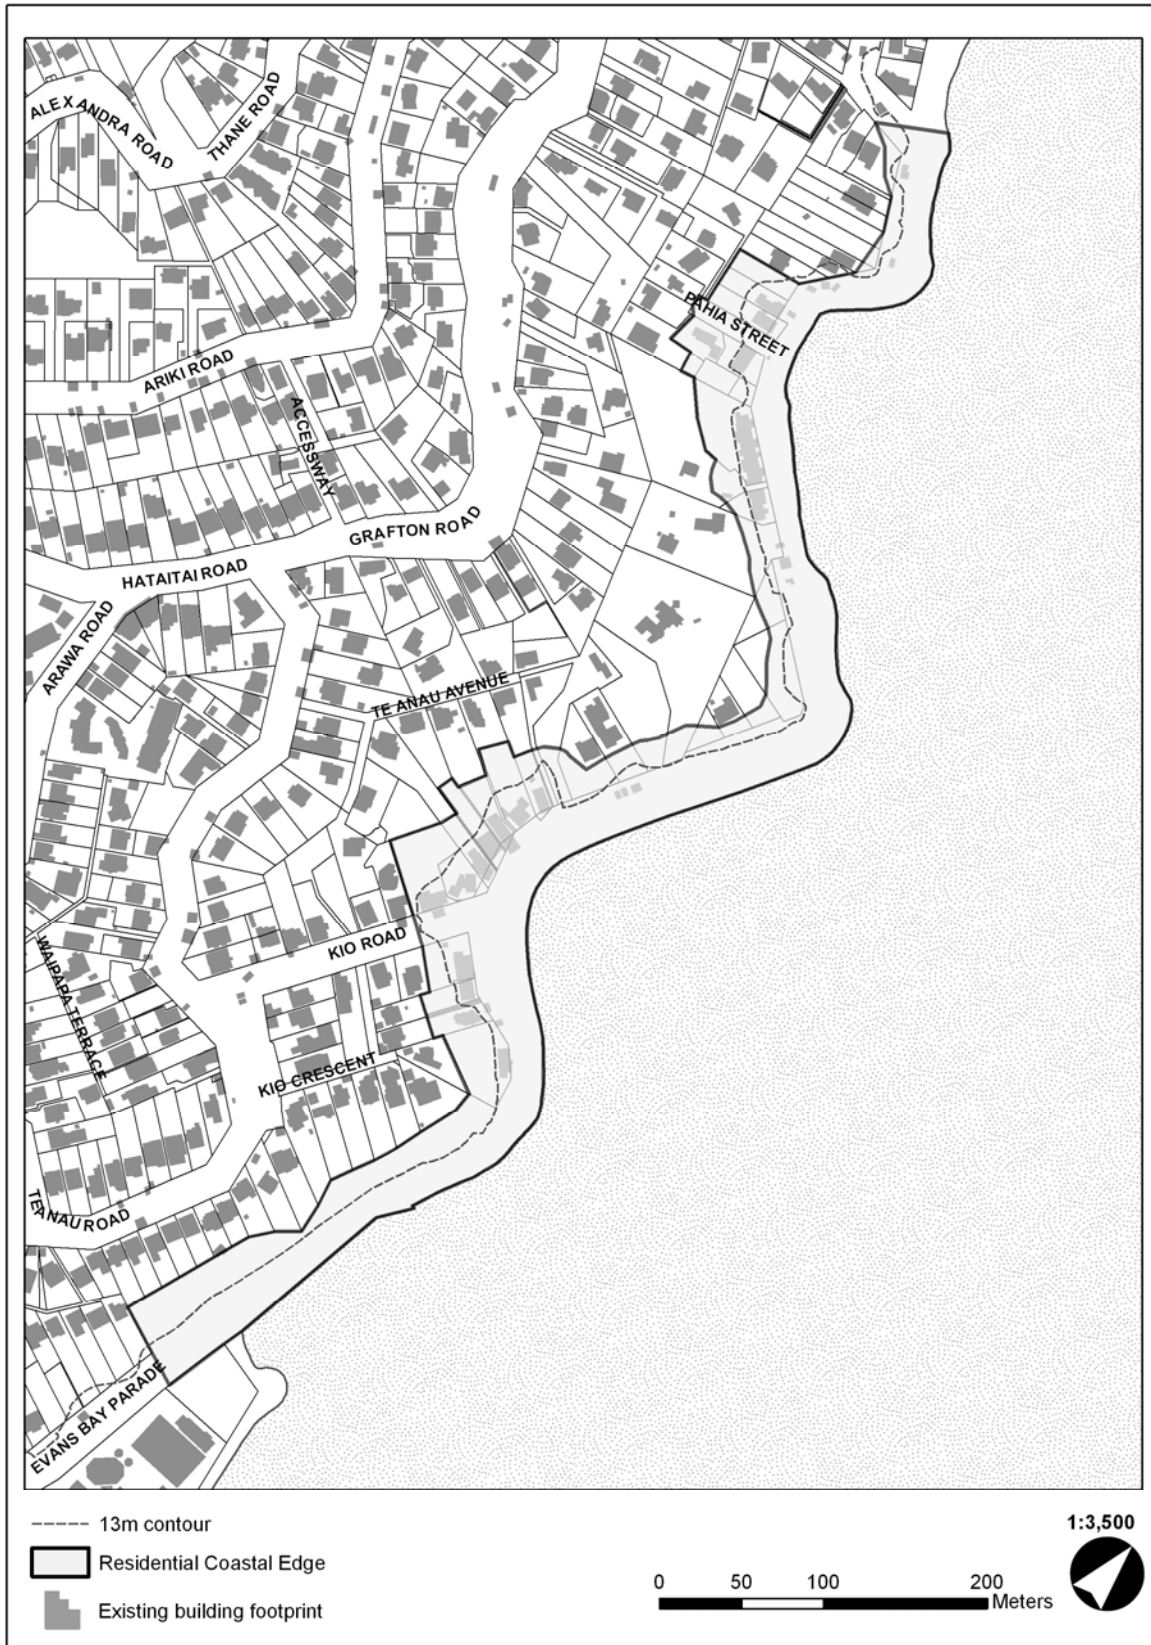 ALEXANDRA ROAD
THANE ROAD
PAHIA STREET
ARIKI ROAD
ACCESSWAY
GRAFTON ROAD
HATAITAI ROAD
ARAWA ROAD
TE ANAU AVENUE
KIO ROAD
WAIPAPA TERRACE
KIO CRESCENT
TEANAU ROAD
EVANS BAY PARADE
13m contour
Residential Coastal Edge
Existing building footprint
1:3,500
0 50 100 200
Meters